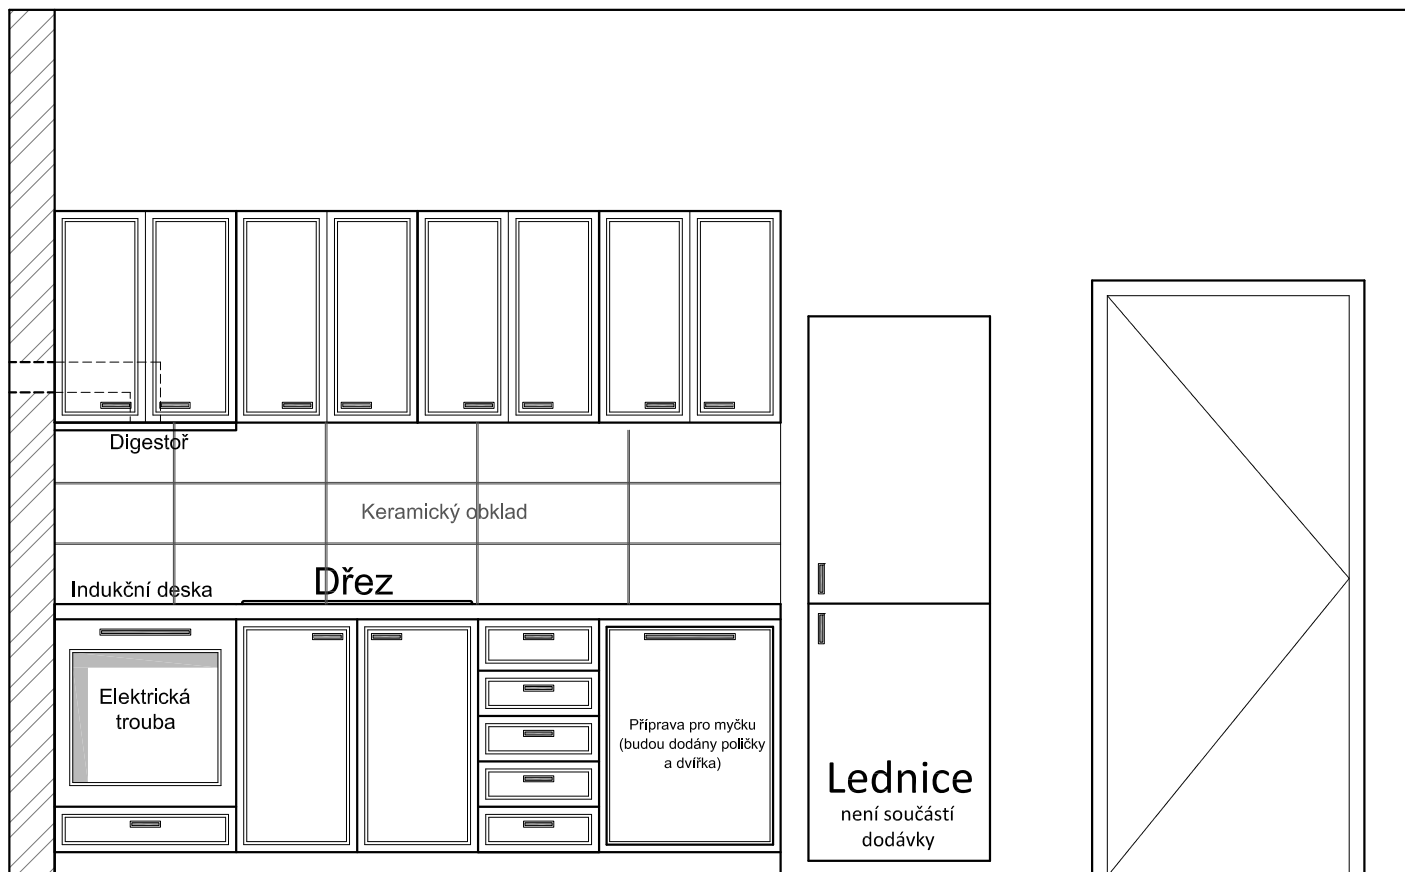 Digestoř
Keramický obklad
Indukční deska
Dřez
Elektrická
trouba
Příprava pro myčku
(budou dodány poličky
a dvířka)
Lednice
není součástí
dodávky